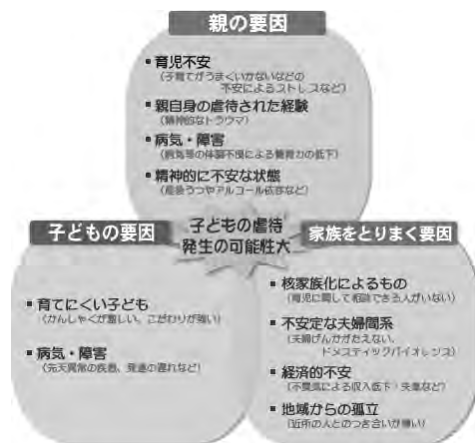 親の要因
▪ 育児不安
(子育てがうまくいかないなどの
不安によるストレスなど)
▪ 親自身の虐待された経験
(精神的なトラウマ)
▪ 病気・障害
(病気等の体調不良による養育力の低下)
▪ 精神的に不安な状態
(産後うつやアルコール依存など)
子どもの虐待
発生の可能性大
子どもの要因
▪ 育てにくい子ども
(かんしゃくが激しい、こだわりが強い)
▪ 病気・障害
(先天異常の疾患、発達の遅れなど)
家族をとりまく要因
▪ 核家族化によるもの
(育児に関して相談できる人がいない)
▪ 不安定な夫婦間系
(夫婦げんかがたえない、
ドメスティックバイオレンス)
▪ 経済的不安
(不景気による収入低下・失業など)
▪ 地域からの孤立
(近所の人とのつき合いが嫌い)